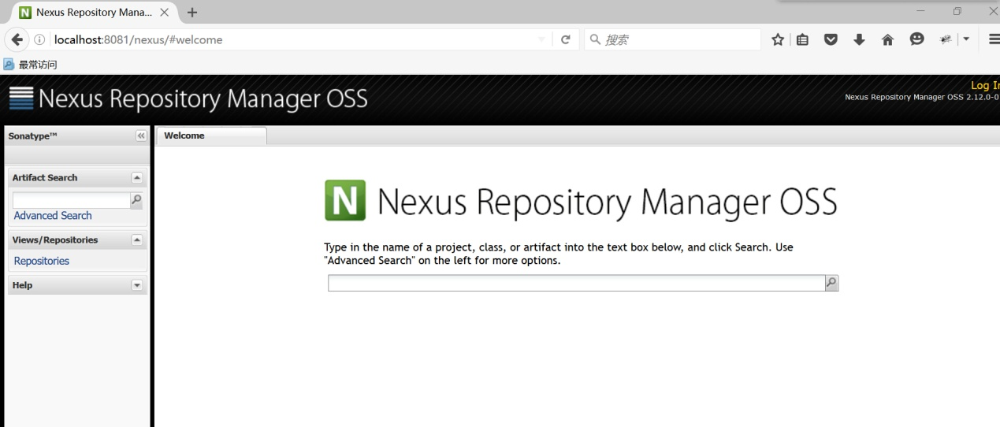 Nexus Repository Mana...
localhost:8081/nexus/#welcome
搜索
最常访问
Nexus Repository Manager OSS
Log In
Nexus Repository Manager OSS 2.12.0-0
Sonatype™
Welcome
Artifact Search
Advanced Search
Views/Repositories
Repositories
Help
N Nexus Repository Manager OSS
Type in the name of a project, class, or artifact into the text box below, and click Search. Use
"Advanced Search" on the left for more options.